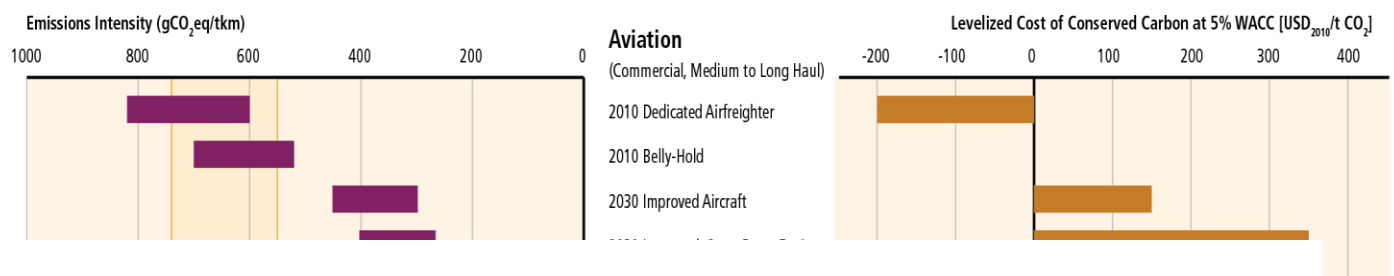 Emissions Intensity (gCO2eq/tkm)
1000 800 600 400 200 0
Aviation
(Commercial, Medium to Long Haul)
Levelized Cost of Conserved Carbon at 5% WACC [USD2010/t CO2]
-200 -100 0 100 200 300 400
2010 Dedicated Airfreighter
2010 Belly-Hold
2030 Improved Aircraft